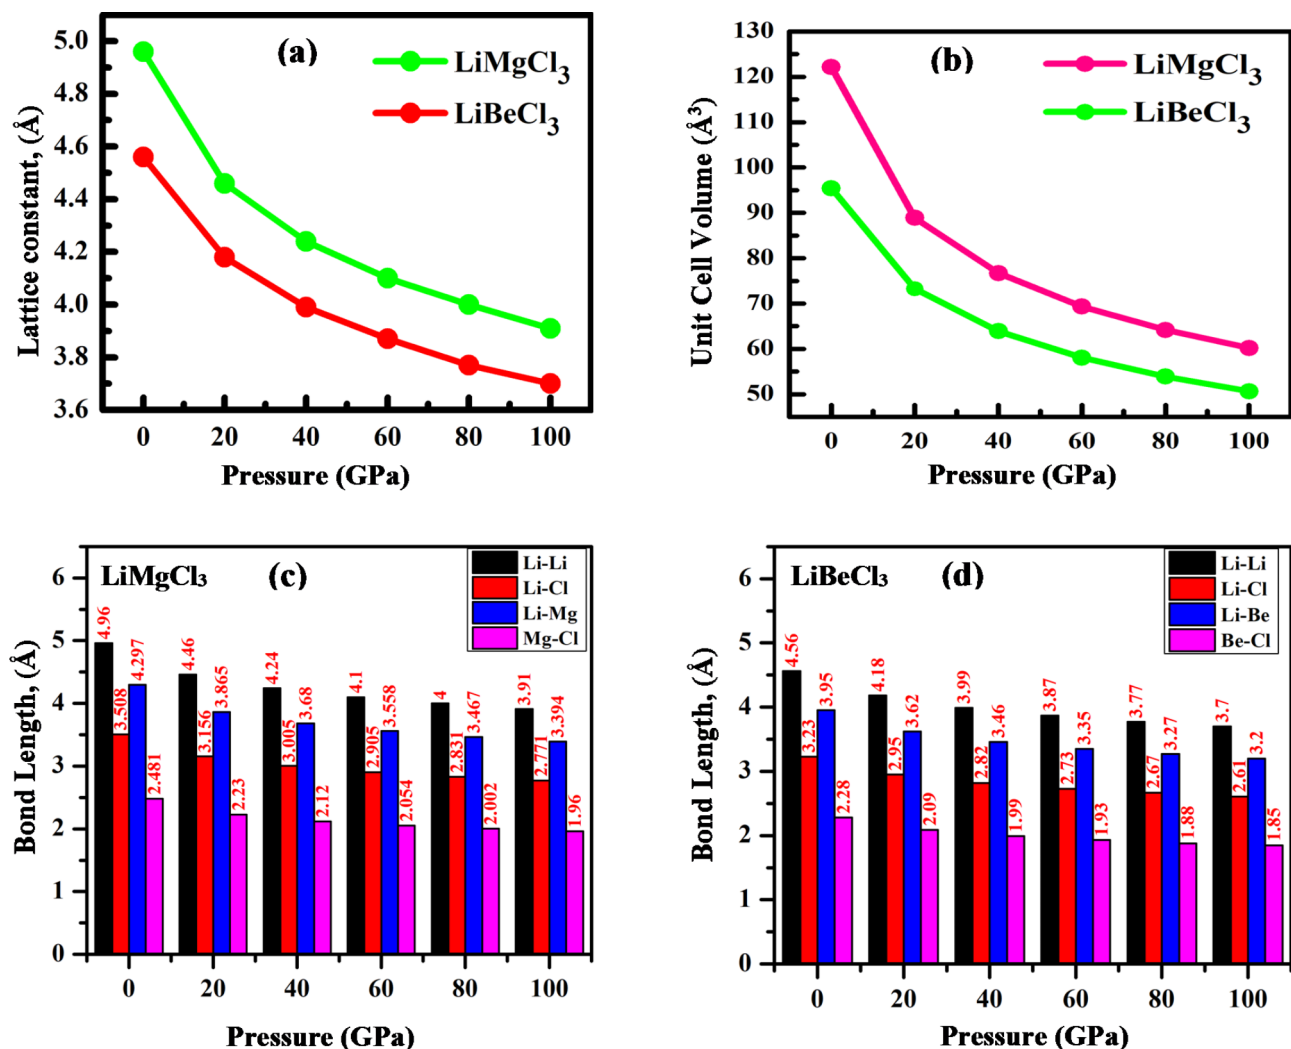 (a)
LiMgCl3
LiBeCl3
5.0
4.8
4.6
4.4
4.2
4.0
3.8
3.6
Lattice constant, (Å)
0 20 40 60 80 100
Pressure (GPa)
(b)
LiMgCl3
LiBeCl3
130
120
110
100
90
80
70
60
50
Unit Cell Volume (Å³)
0 20 40 60 80 100
Pressure (GPa)
LiMgCl3
(c)
Li-Li
Li-Cl
Li-Mg
Mg-Cl
6
5
4
3
2
1
0
Bond Length, (Å)
4.96 3.508 4.297 2.481
4.46 3.156 3.865 2.23
4.24 3.005 3.68 2.12
4.1 2.905 3.558 2.054
4 2.831 3.467 2.002
3.91 2.771 3.394 1.96
0 20 40 60 80 100
Pressure (GPa)
LiBeCl3
(d)
Li-Li
Li-Cl
Li-Be
Be-Cl
6
5
4
3
2
1
0
Bond Length, (Å)
4.56 3.23 3.95 2.28
4.18 2.95 3.62 2.09
3.99 2.82 3.46 1.99
3.87 2.73 3.35 1.93
3.77 2.67 3.27 1.88
3.7 2.61 3.2 1.85
0 20 40 60 80 100
Pressure (GPa)